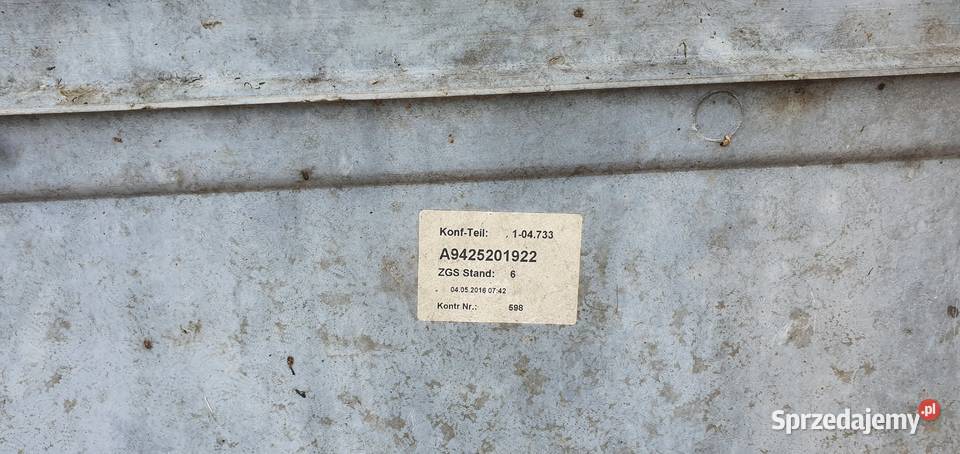 Konf-Teil: 1-04.733
A9425201922
ZGS Stand: 6
04.05.2016 07:42
Kontr Nr.: 598
Sprzedajemy.pl